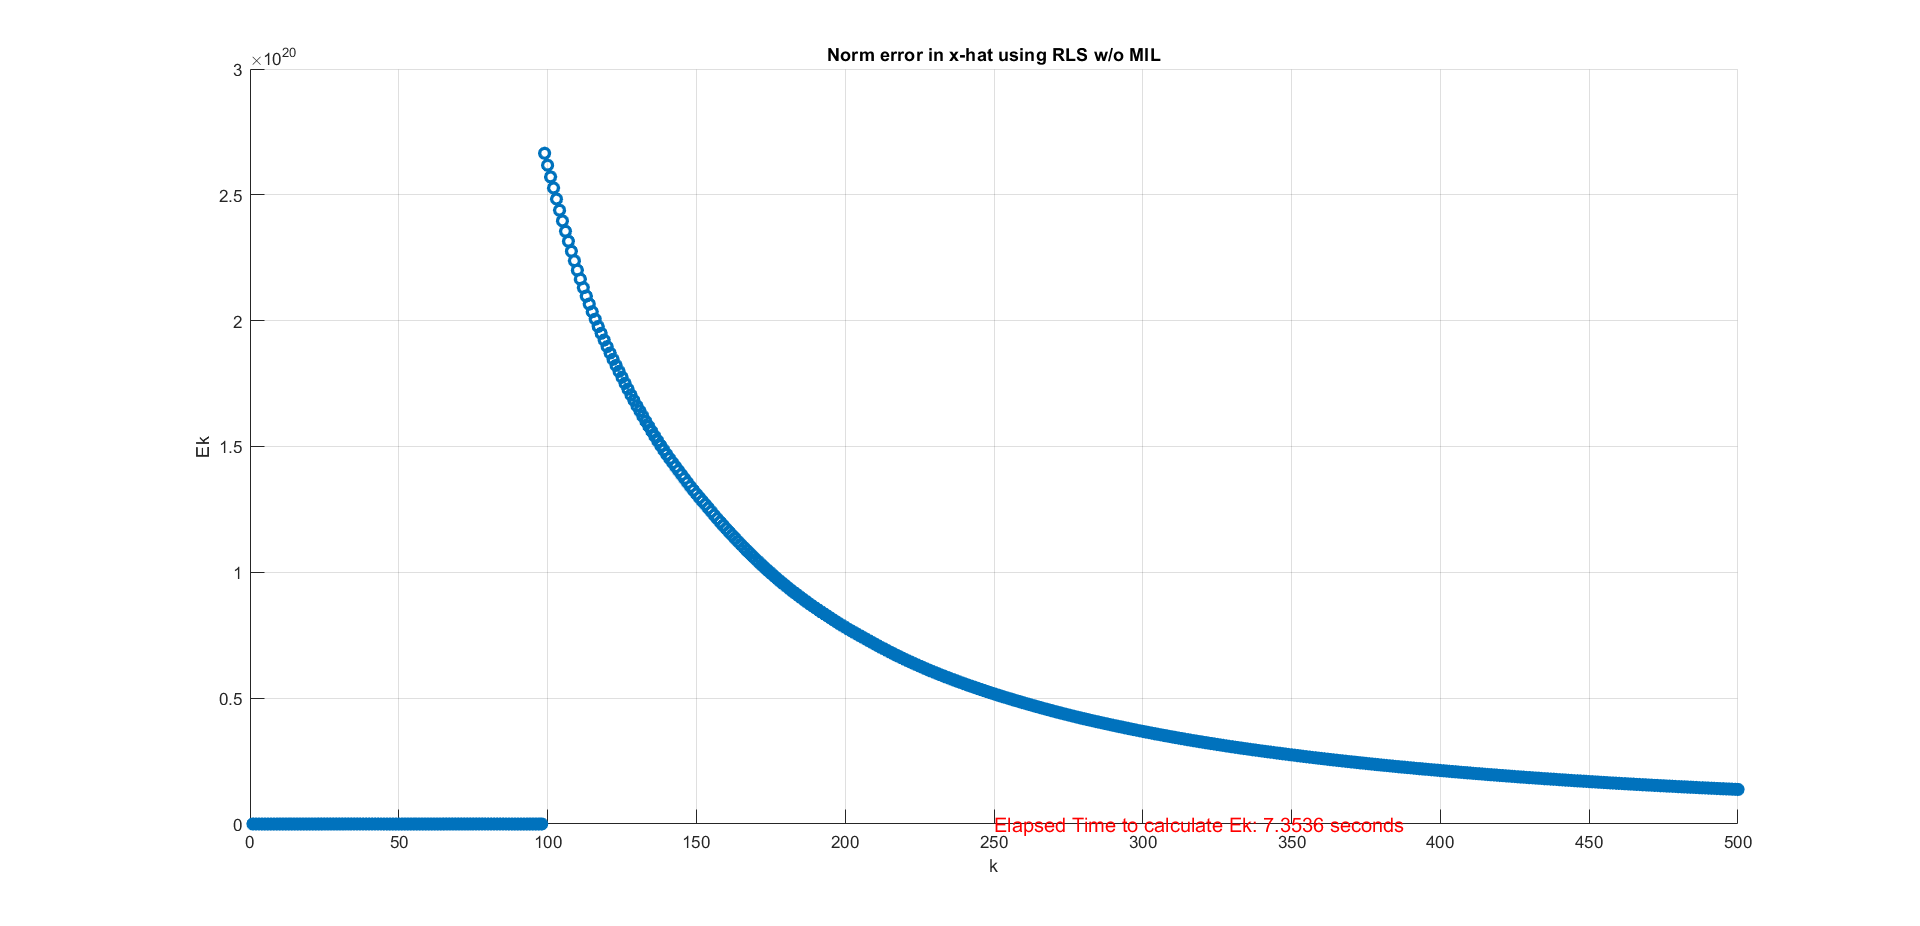 Norm error in x-hat using RLS w/o MIL
×10^20
3
2.5
2
1.5
1
0.5
0
Ek
0 50 100 150 200 250 300 350 400 450 500
Elapsed Time to calculate Ek: 7.3536 seconds
k